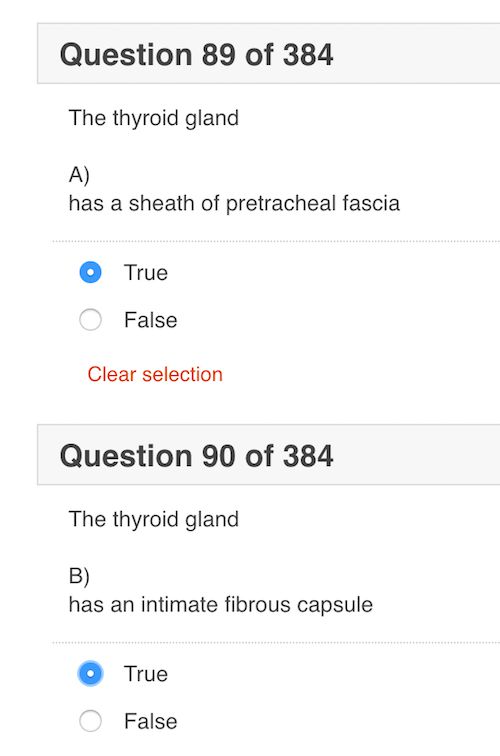 Question 89 of 384
The thyroid gland
A)
has a sheath of pretracheal fascia
True
False
Clear selection
Question 90 of 384
The thyroid gland
B)
has an intimate fibrous capsule
True
False